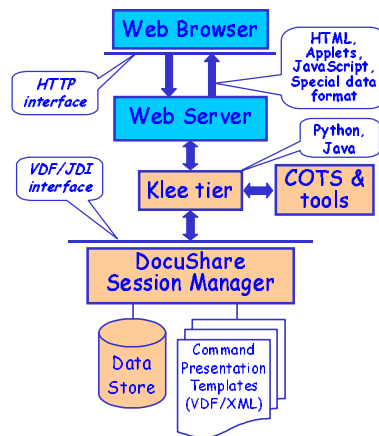 Web Browser
HTML,
Applets,
JavaScript,
Special data
format
HTTP
interface
Web Server
Python,
Java
VDF/JDI
interface
Klee tier
COTS &
tools
DocuShare
Session Manager
Data
Store
Command
Presentation
Templates
(VDF/XML)